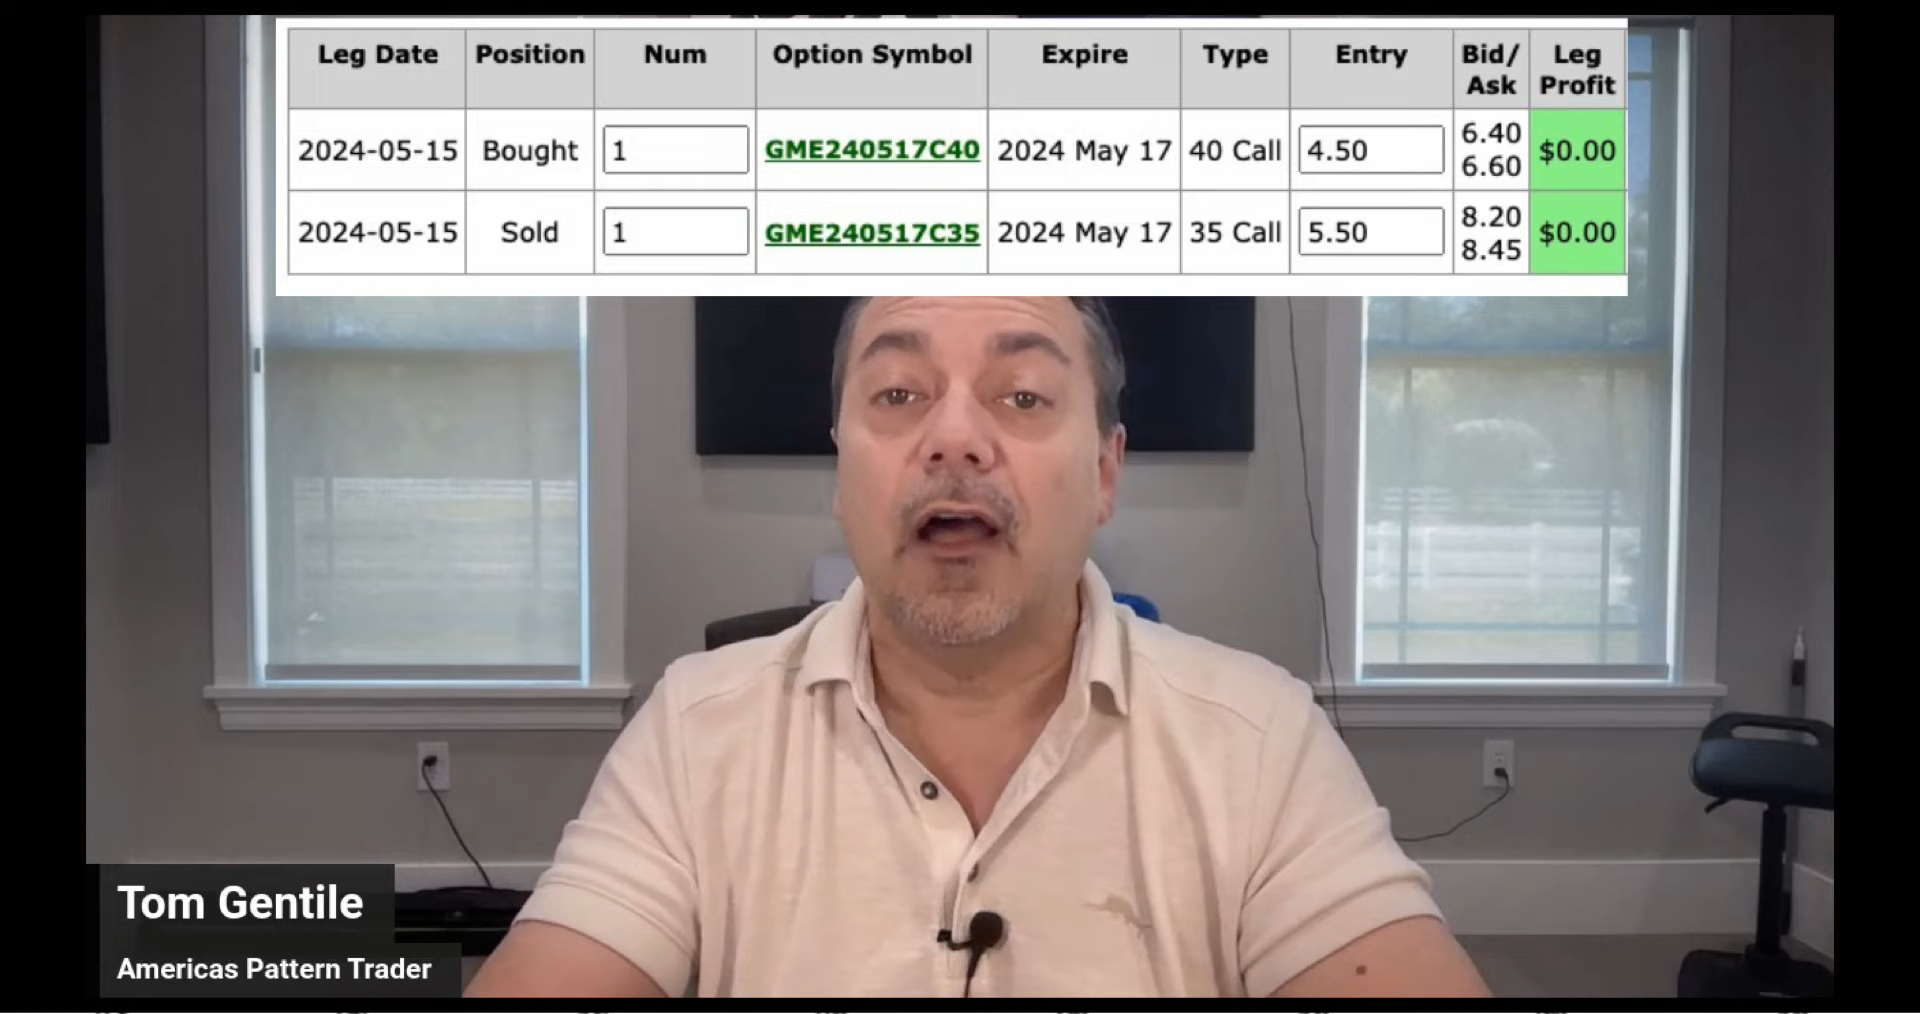 Leg Date Position Num Option Symbol Expire Type Entry Bid/ Ask Leg Profit
2024-05-15 Bought 1 GME240517C40 2024 May 17 40 Call 4.50 6.40 6.60 $0.00
2024-05-15 Sold 1 GME240517C35 2024 May 17 35 Call 5.50 8.20 8.45 $0.00
Tom Gentile
Americas Pattern Trader